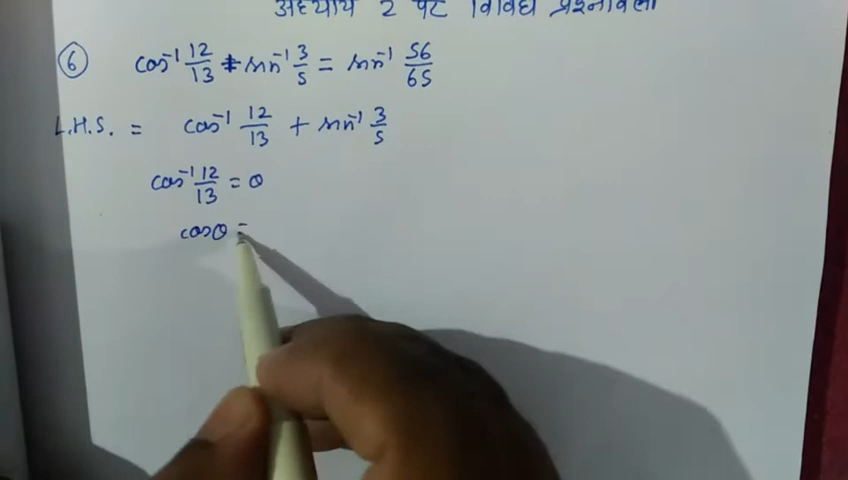 अध्याय 2 पर विविध प्रश्नावली
⑥ cos⁻¹ 12/13 + sin⁻¹ 3/5 = sin⁻¹ 56/65
L.H.S. = cos⁻¹ 12/13 + sin⁻¹ 3/5
cos⁻¹ 12/13 = θ
cosθ =